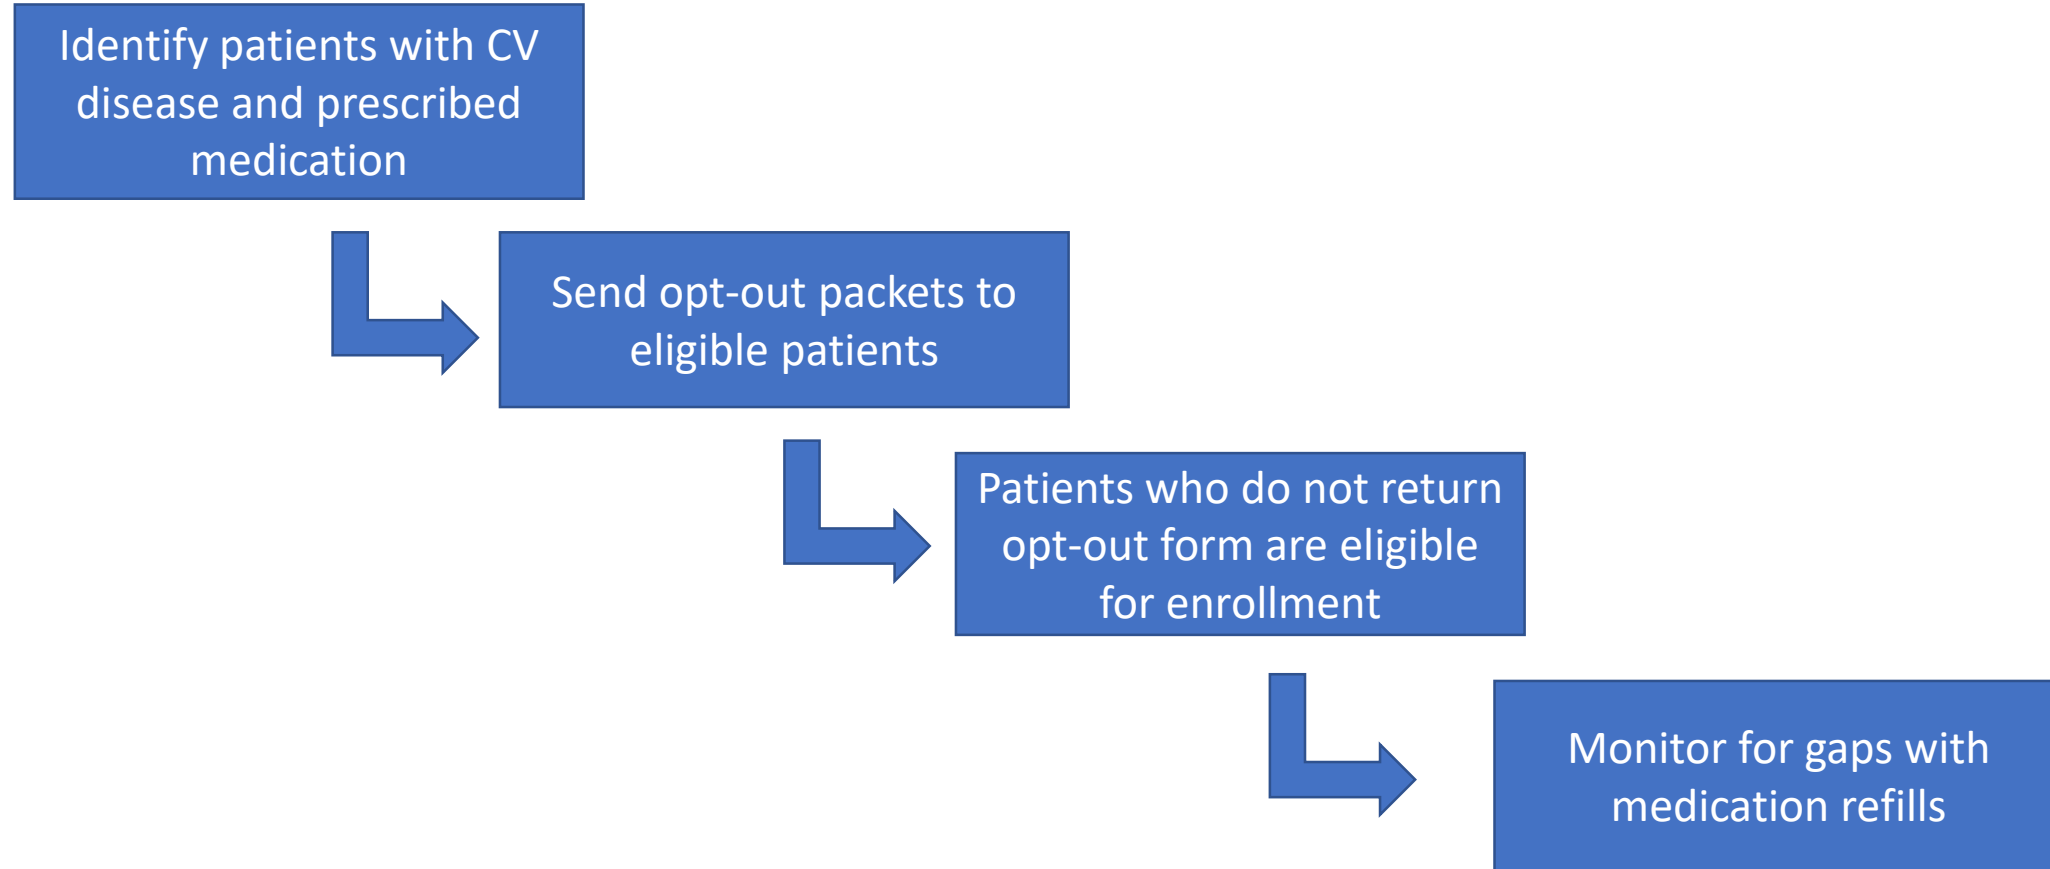 Identify patients with CV
disease and prescribed
medication
Send opt-out packets to
eligible patients
Patients who do not return
opt-out form are eligible
for enrollment
Monitor for gaps with
medication refills